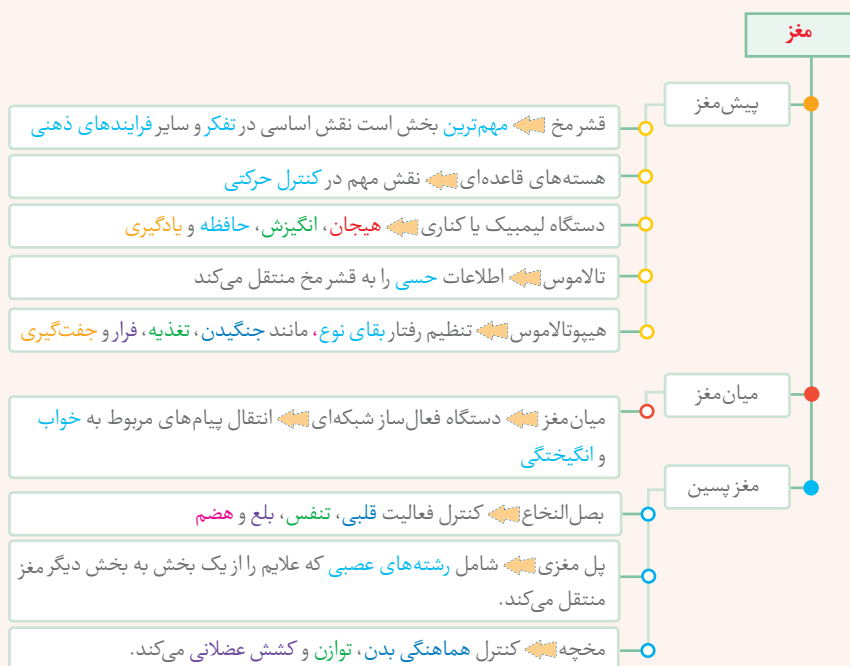 مغز
پیش‌مغز
قشر مخ مهم‌ترین بخش است نقش اساسی در تفکر و سایر فرایندهای ذهنی
هسته‌های قاعده‌ای نقش مهم در کنترل حرکتی
دستگاه لیمبیک یا کناری هیجان، انگیزش، حافظه و یادگیری
تالاموس اطلاعات حسی را به قشر مخ منتقل می‌کند
هیپوتالاموس تنظیم رفتار بقای نوع، مانند جنگیدن، تغذیه، فرار و جفت‌گیری
میان‌مغز
میان‌مغز دستگاه فعال‌ساز شبکه‌ای انتقال پیام‌های مربوط به خواب
و انگیختگی
مغز پسین
بصل‌النخاع کنترل فعالیت قلبی، تنفس، بلع و هضم
پل مغزی شامل رشته‌های عصبی که علایم را از یک بخش به بخش دیگر مغز
منتقل می‌کند.
مخچه کنترل هماهنگی بدن، توازن و کشش عضلانی می‌کند.